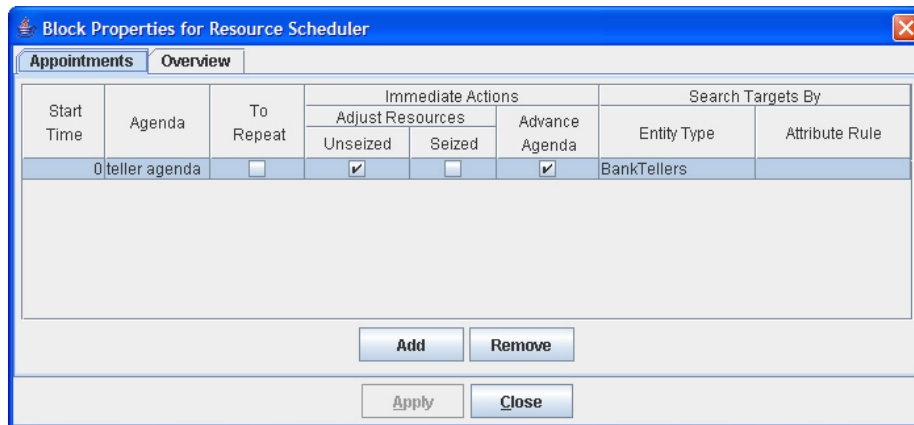 Block Properties for Resource Scheduler
Appointments Overview
Start Time
Agenda
To Repeat
Immediate Actions
Adjust Resources
Unseized
Seized
Advance Agenda
Search Targets By
Entity Type
Attribute Rule
0 teller agenda BankTellers
Add Remove
Apply Close